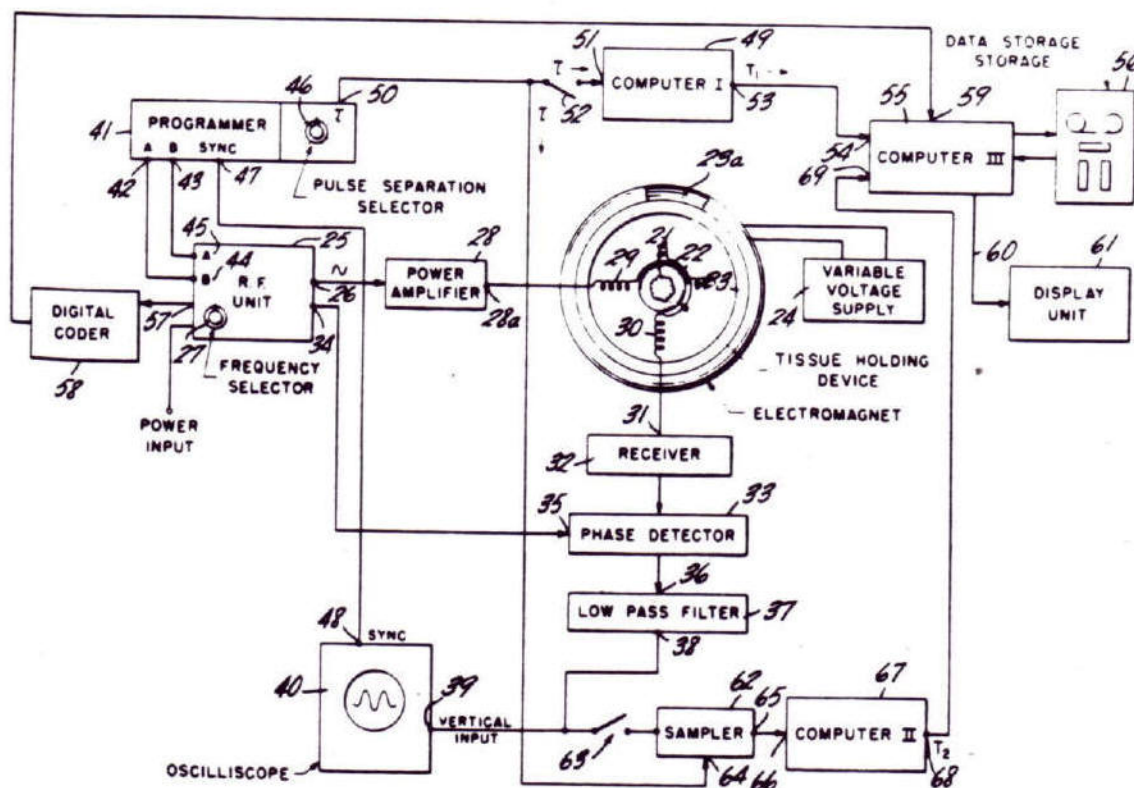 49
DATA STORAGE
STORAGE
56
51
COMPUTER I
T1
53
τ
τ
52
50
τ
46
41
PROGRAMMER
A B SYNC
42
43
47
PULSE SEPARATION
SELECTOR
55
59
54
COMPUTER III
69
60
61
DISPLAY
UNIT
23a
21
22
23
29
30
VARIABLE
VOLTAGE
SUPPLY
24
TISSUE HOLDING
DEVICE
ELECTROMAGNET
45
25
A
B
44
R.F.
UNIT
26
28
POWER
AMPLIFIER
28a
57
27
34
DIGITAL
CODER
58
FREQUENCY
SELECTOR
POWER
INPUT
31
RECEIVER
32
33
35
PHASE DETECTOR
36
LOW PASS FILTER
37
38
48
SYNC
40
39
VERTICAL
INPUT
OSCILLISCOPE
63
62
SAMPLER
65
64
66
67
COMPUTER II
T2
68